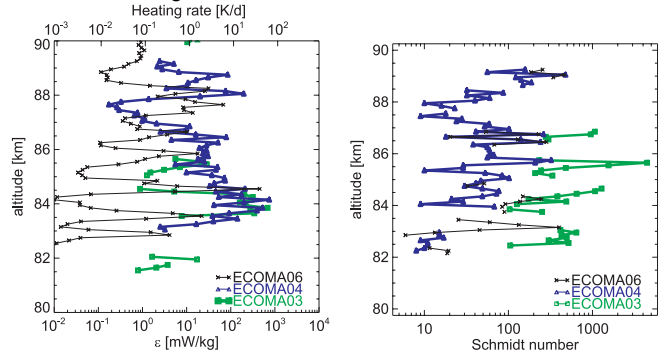 Heating rate [K/d]
10⁻³ 10⁻² 10⁻¹ 10⁰ 10¹ 10²
90
88
86
84
82
80
altitude [km]
ECOMA06
ECOMA04
ECOMA03
10⁻² 10⁻¹ 10⁰ 10¹ 10² 10³ 10⁴
ε [mW/kg]
90
88
86
84
82
80
altitude [km]
ECOMA06
ECOMA04
ECOMA03
10 100 1000
Schmidt number